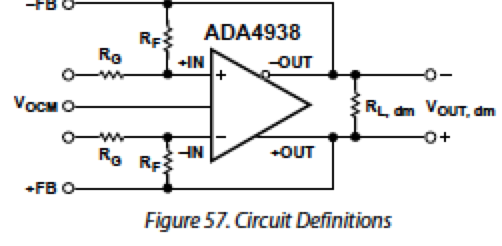 –FB
RF
ADA4938
RG
+IN
–OUT
+
–
VOCM
RL, dm
VOUT, dm
–
+
RG
RF
–IN
+OUT
+FB
Figure 57. Circuit Definitions